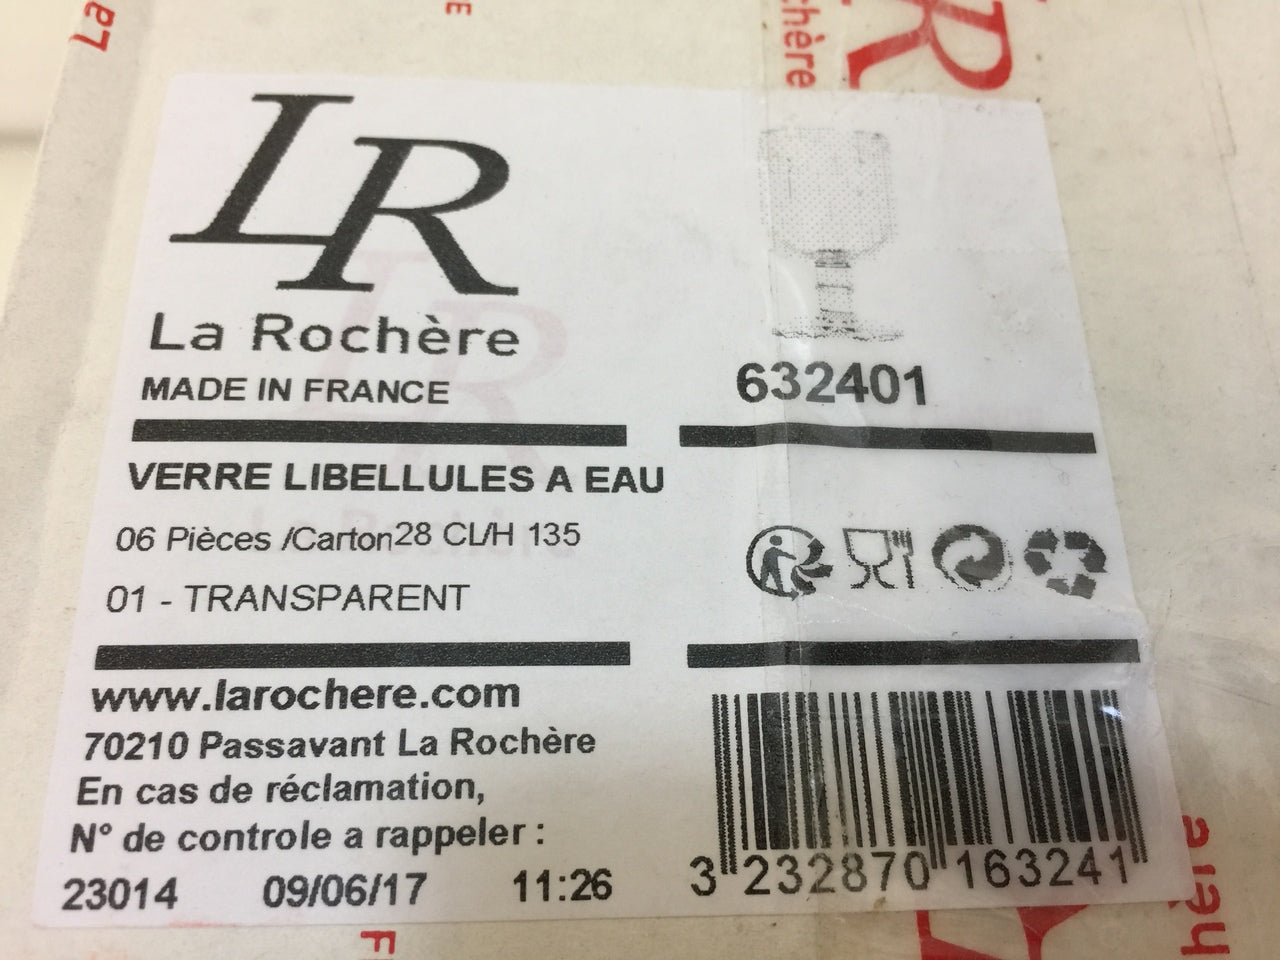 LR
La Rochère
MADE IN FRANCE
632401
VERRE LIBELLULES A EAU
06 Pièces /Carton28 CL/H 135
01 - TRANSPARENT
www.larochere.com
70210 Passavant La Rochère
En cas de réclamation,
N° de controle a rappeler :
23014 09/06/17 11:26
3 232870 163241
La
E
chère
R
F